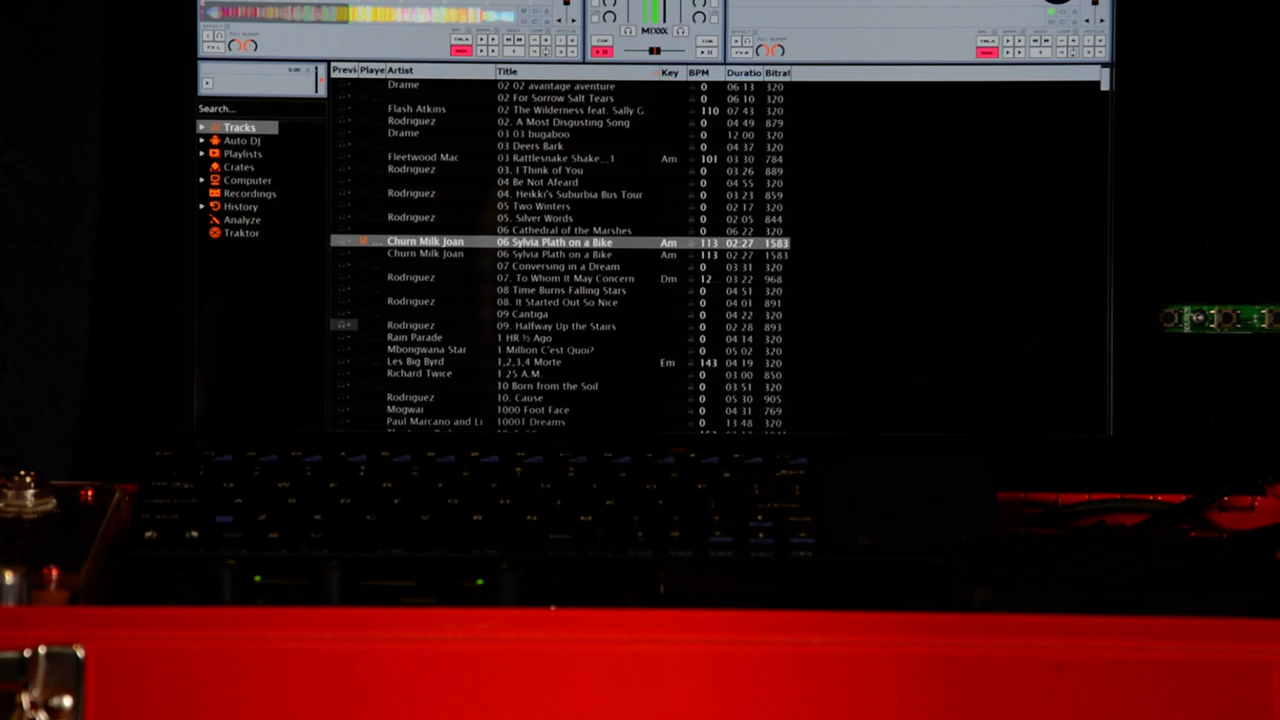 MIXXX
CUE
CUE
0:00
Previ Playe Artist Title Key BPM Duratio Bitrat
Search...
Tracks
Auto DJ
Playlists
Crates
Computer
Recordings
History
Analyze
Traktor
Drame 02 02 avantage aventure 0 06 13 320
02 For Sorrow Salt Tears 0 06 10 320
Flash Atkins 02 The Wilderness feat. Sally G 110 07 43 320
Rodriguez 02. A Most Disgusting Song 0 04 49 879
Drame 03 03 bugaboo 0 12 00 320
03 Deers Bark 0 04 37 320
Fleetwood Mac 03 Rattlesnake Shake__1 Am 101 03 30 784
Rodriguez 03. I Think of You 0 03 26 889
04 Be Not Afeard 0 04 55 320
Rodriguez 04. Heikki's Suburbia Bus Tour 0 03 23 859
05 Two Winters 0 02 17 320
Rodriguez 05. Silver Words 0 02 05 844
06 Cathedral of the Marshes 0 06 22 320
... Churn Milk Joan 06 Sylvia Plath on a Bike Am 113 02:27 1583
Churn Milk Joan 06 Sylvia Plath on a Bike Am 113 02 27 1583
07 Conversing in a Dream 0 03 31 320
Rodriguez 07. To Whom It May Concern Dm 12... 03 22 968
08 Time Burns Falling Stars 0 04 51 320
Rodriguez 08. It Started Out So Nice 0 04 01 891
09 Cantiga 0 04 22 320
Rodriguez 09. Halfway Up the Stairs 0 02 28 893
Rain Parade 1 HR ½ Ago 0 04 14 320
Mbongwana Star 1 Million C'est Quoi? 0 05 02 320
Les Big Byrd 1,2,3,4 Morte Em 143 04 19 320
Richard Twice 1 25 A.M. 0 03 00 850
10 Born from the Soil 0 03 51 320
Rodriguez 10. Cause 0 05 30 905
Mogwai 1000 Foot Face 0 04 31 769
Paul Marcano and Li 10001 Dreams 0 13 48 320